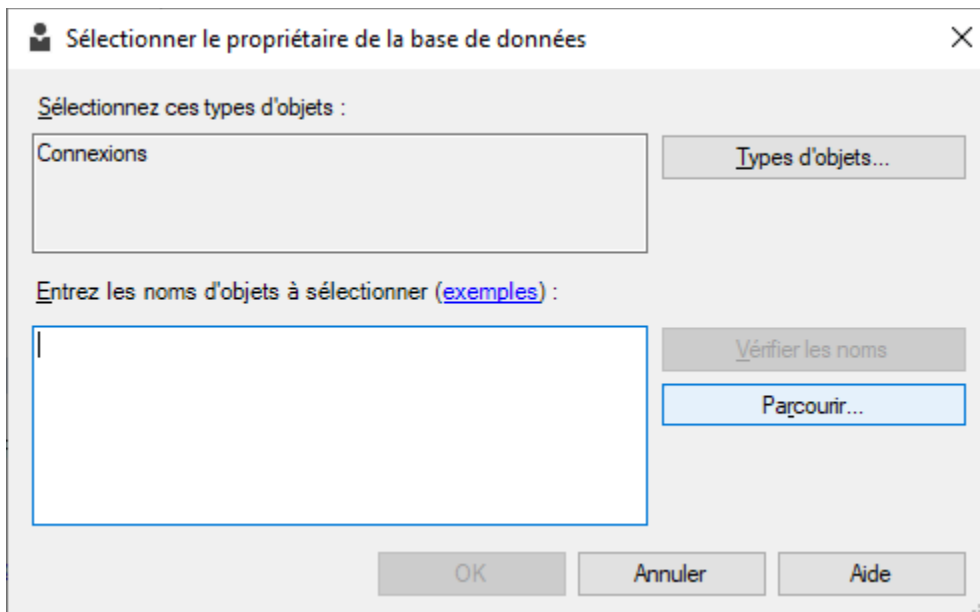 Sélectionner le propriétaire de la base de données
Sélectionnez ces types d'objets :
Connexions
Types d'objets...
Entrez les noms d'objets à sélectionner (exemples) :
Vérifier les noms
Parcourir...
OK
Annuler
Aide